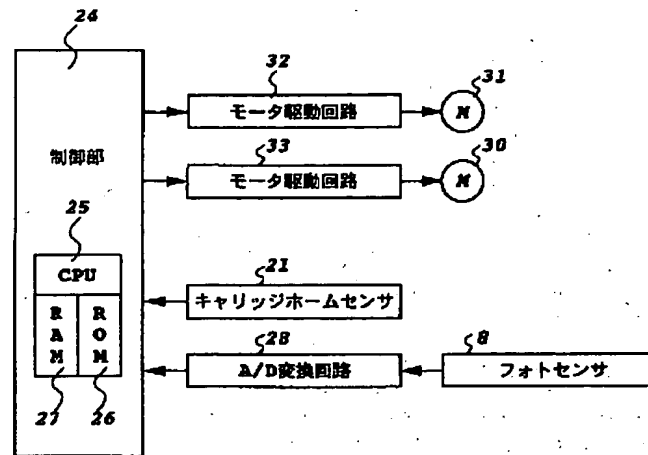 24
制御部
32
モータ駆動回路
31
M
33
モータ駆動回路
30
M
25
CPU
RAM
ROM
27
26
21
キャリッジホームセンサ
28
A/D変換回路
8
フォトセンサ